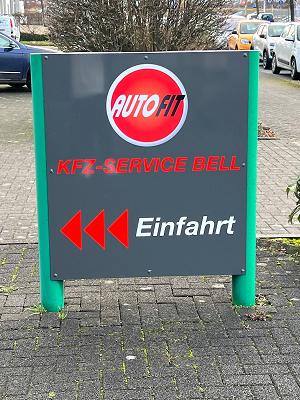 AUTOFIT
KFZ-SERVICE BELL
Einfahrt